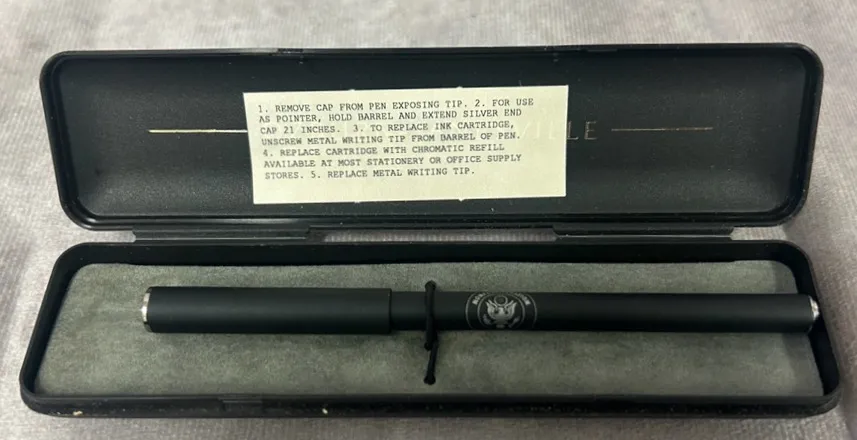 1. REMOVE CAP FROM PEN EXPOSING TIP. 2. FOR USE
AS POINTER, HOLD BARREL AND EXTEND SILVER END
CAP 21 INCHES. 3. TO REPLACE INK CARTRIDGE,
UNSCREW METAL WRITING TIP FROM BARREL OF PEN.
4. REPLACE CARTRIDGE WITH CHROMATIC REFILL
AVAILABLE AT MOST STATIONERY OR OFFICE SUPPLY
STORES. 5. REPLACE METAL WRITING TIP.